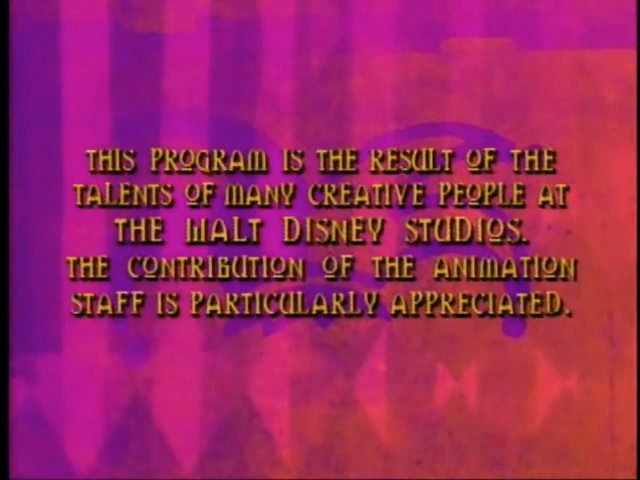 THIS PROGRAM IS THE RESULT OF THE
TALENTS OF MANY CREATIVE PEOPLE AT
THE WALT DISNEY STUDIOS.
THE CONTRIBUTION OF THE ANIMATION
STAFF IS PARTICULARLY APPRECIATED.